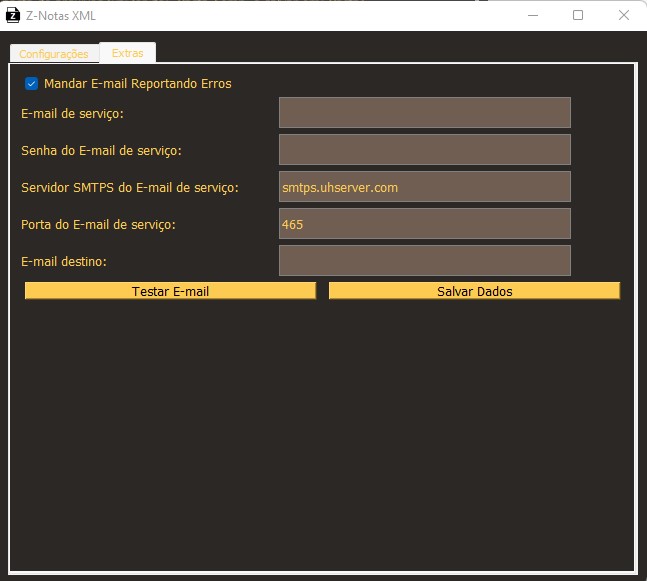 Z-Notas XML
Configurações Extras
Mandar E-mail Reportando Erros
E-mail de serviço:
Senha do E-mail de serviço:
Servidor SMTPS do E-mail de serviço: smtps.uhserver.com
Porta do E-mail de serviço: 465
E-mail destino:
Testar E-mail Salvar Dados